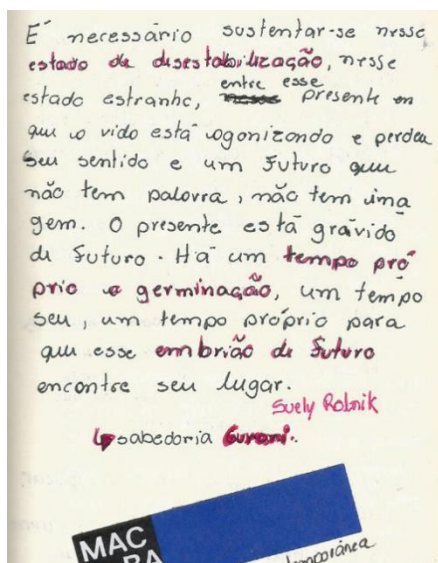 É necessário sustentar-se nesse
estado de desestabilização, nesse
estado estranho, entre esse presente em
que a vida está agonizando e perdeu
seu sentido e um futuro que
não tem palavra, não tem ima
gem. O presente está grávido
de futuro. Há um tempo pró
prio a germinação, um tempo
seu, um tempo próprio para
que esse embrião de futuro
encontre seu lugar.
Suely Rolnik
↳ sabedoria Gurani.
MAC
BA